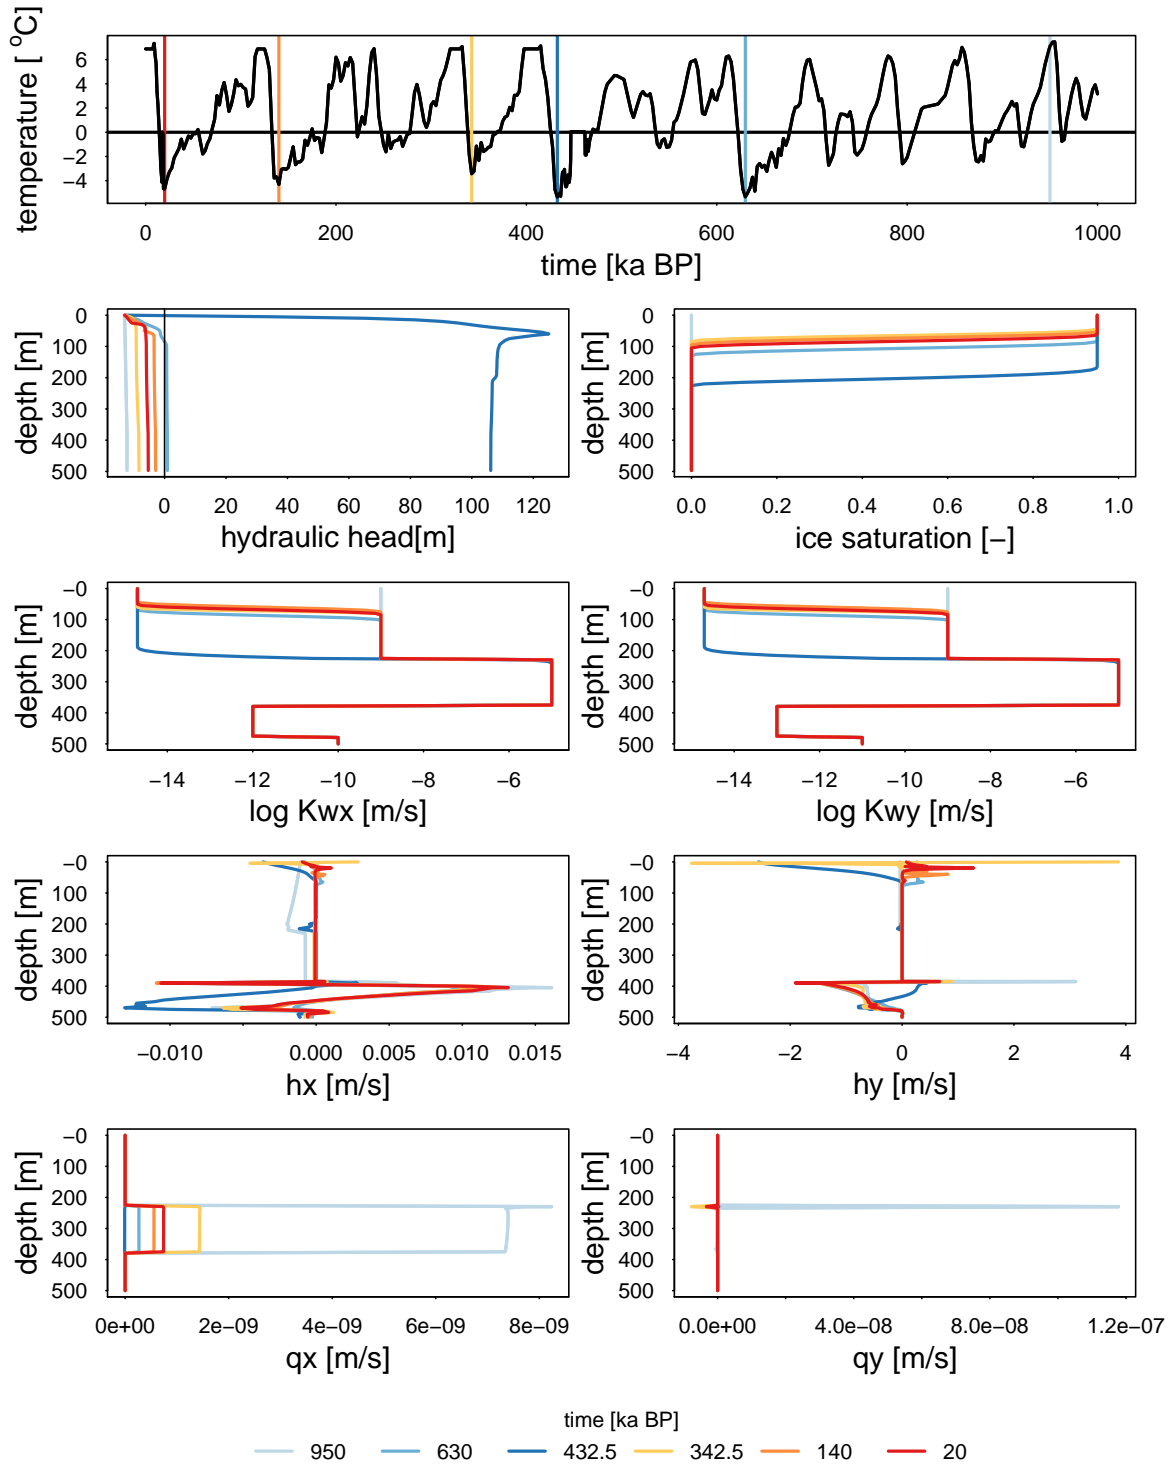 temperature [ °C]
6
4
2
0
−2
−4
0 200 400 600 800 1000
time [ka BP]
depth [m]
0
100
200
300
400
500
0 20 40 60 80 100 120
hydraulic head[m]
depth [m]
0
100
200
300
400
500
0.0 0.2 0.4 0.6 0.8 1.0
ice saturation [−]
depth [m]
−0
100
200
300
400
500
−14 −12 −10 −8 −6
log Kwx [m/s]
depth [m]
−0
100
200
300
400
500
−14 −12 −10 −8 −6
log Kwy [m/s]
depth [m]
−0
100
200
300
400
500
−0.010 0.000 0.005 0.010 0.015
hx [m/s]
depth [m]
−0
100
200
300
400
500
−4 −2 0 2 4
hy [m/s]
depth [m]
−0
100
200
300
400
500
0e+00 2e−09 4e−09 6e−09 8e−09
qx [m/s]
depth [m]
−0
100
200
300
400
500
0.0e+00 4.0e−08 8.0e−08 1.2e−07
qy [m/s]
time [ka BP]
950 630 432.5 342.5 140 20